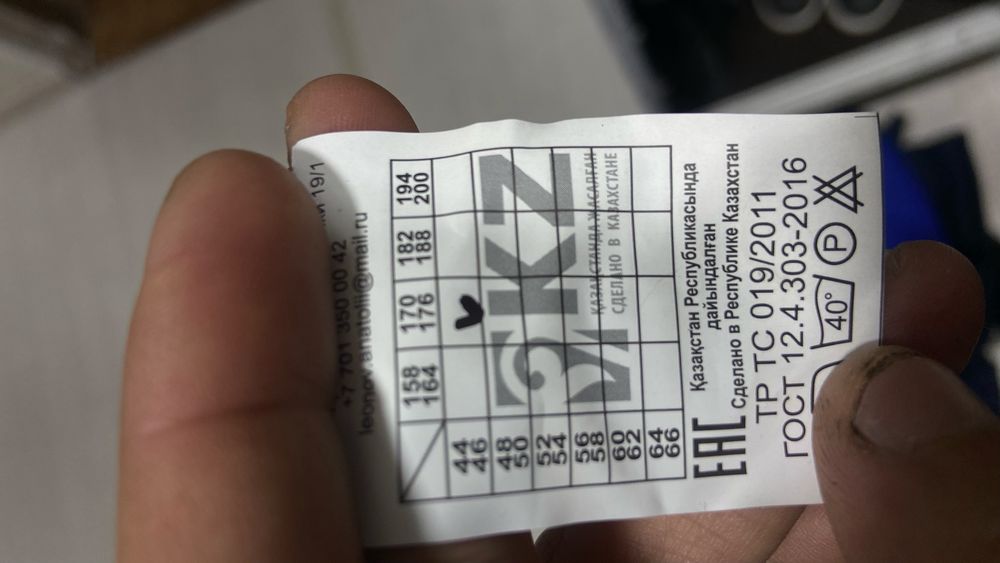 19/1
+7 701 350 00 42
leonov.anatolii@mail.ru
158 170 182 194
164 176 188 200
44
46
48
50
52
54
56
58
60
62
64
66
KZ
ҚАЗАҚСТАНДА ЖАСАЛҒАН
СДЕЛАНО В КАЗАХСТАНЕ
EAC
Қазақстан Республикасында
дайындалған
Сделано в Республике Казахстан
ТР ТС 019/2011
ГОСТ 12.4.303-2016
40°
P